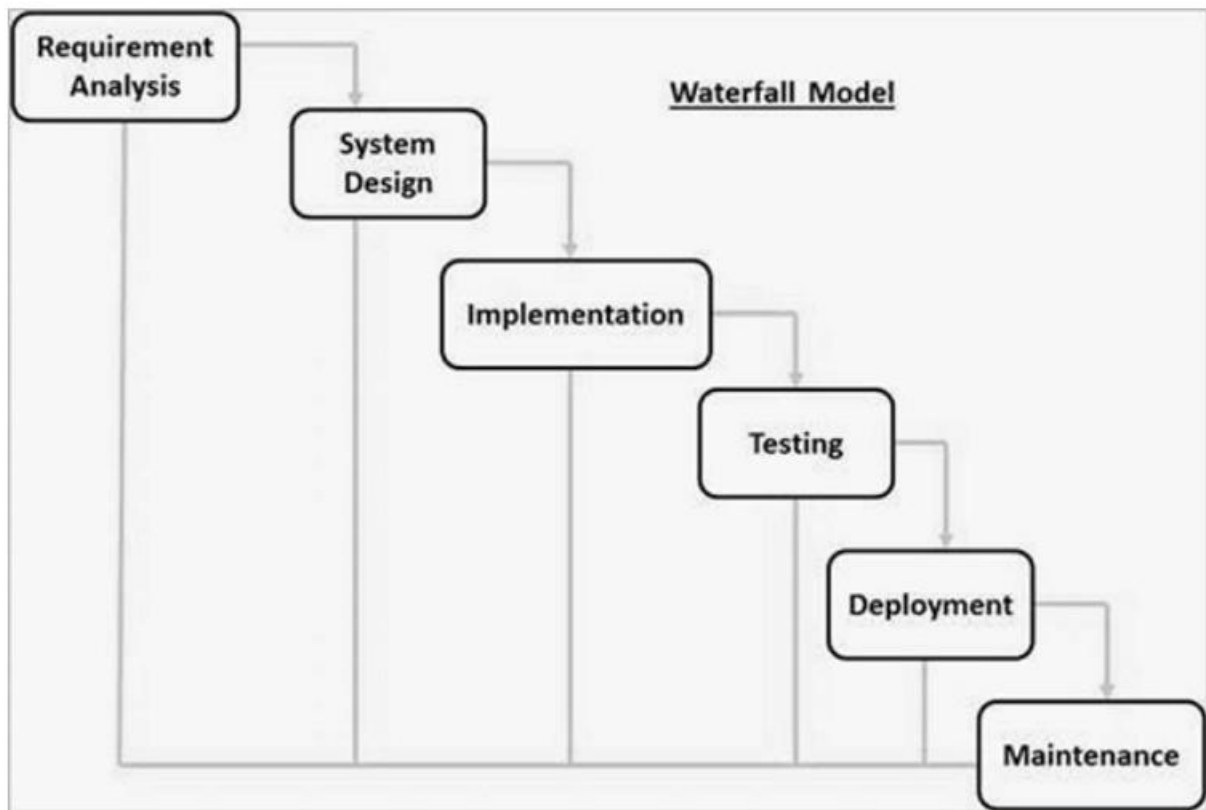 Requirement
Analysis
Waterfall Model
System
Design
Implementation
Testing
Deployment
Maintenance